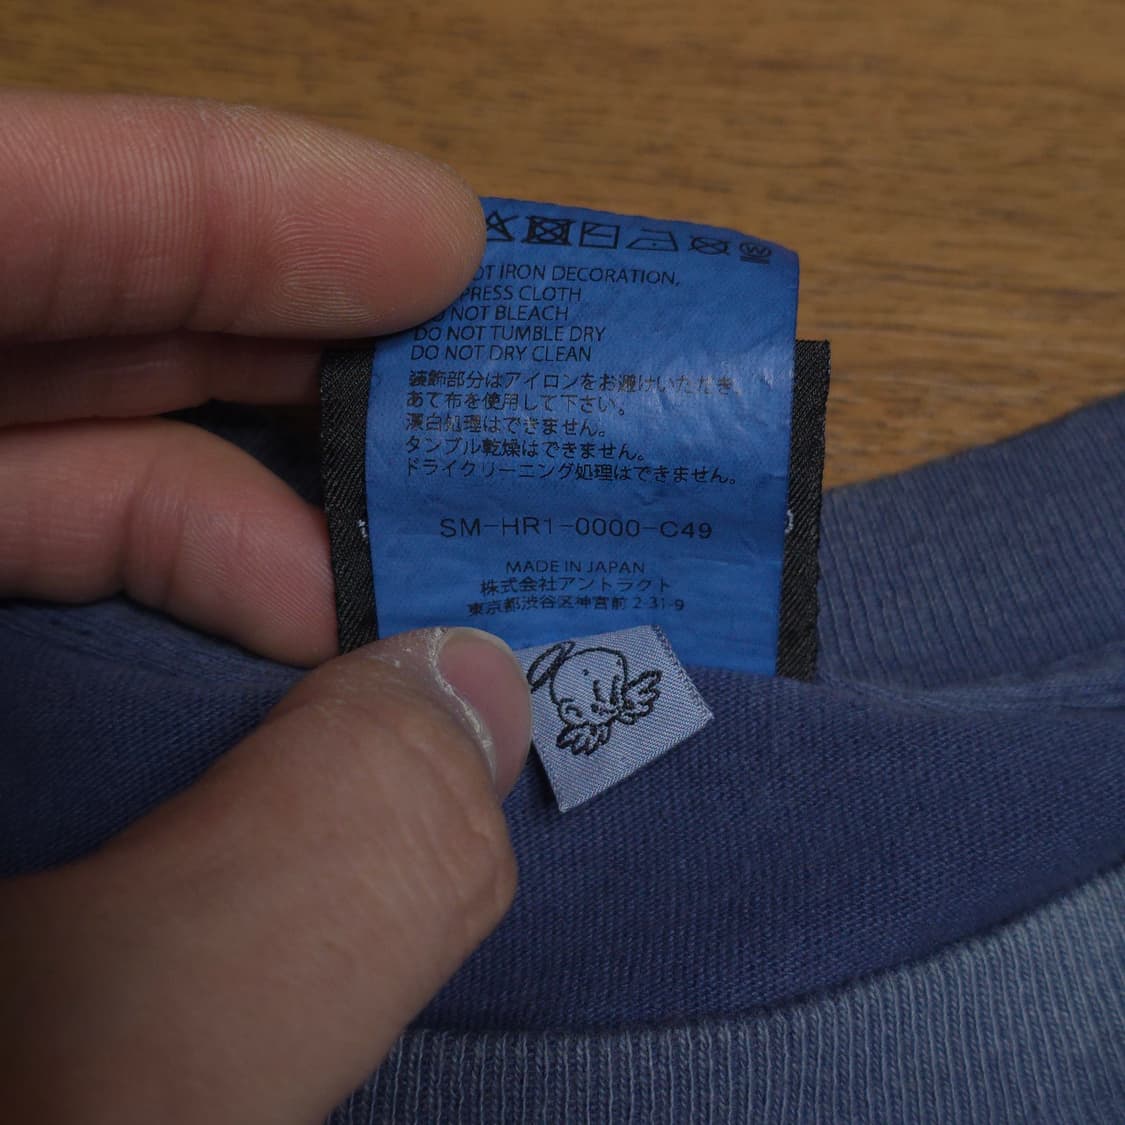 OT IRON DECORATION,
PRESS CLOTH
NOT BLEACH
DO NOT TUMBLE DRY
DO NOT DRY CLEAN
装飾部分はアイロンをお避けいただき、
あて布を使用して下さい。
漂白処理はできません。
タンブル乾燥はできません。
ドライクリーニング処理はできません。
SM-HR1-0000-C49
MADE IN JAPAN
株式会社アントラクト
東京都渋谷区神宮前 2-31-9